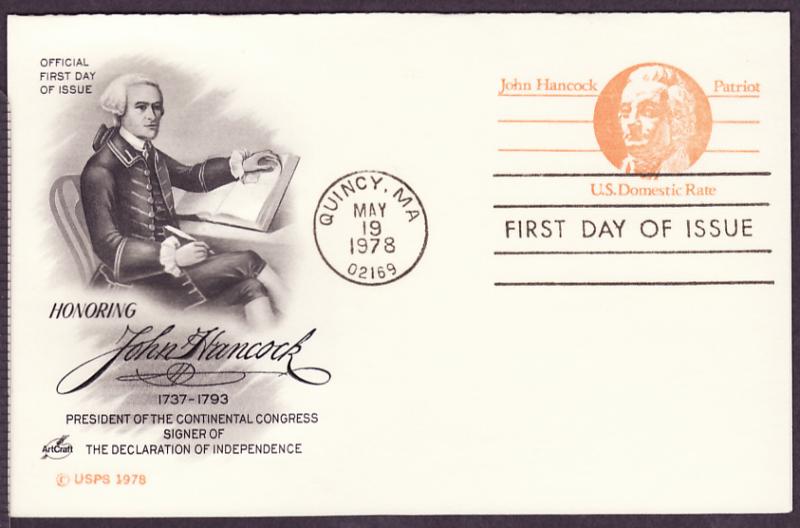 OFFICIAL
FIRST DAY
OF ISSUE
HONORING
John Hancock
1737-1793
PRESIDENT OF THE CONTINENTAL CONGRESS
SIGNER OF
THE DECLARATION OF INDEPENDENCE
ArtCraft
© USPS 1978
QUINCY, MA
MAY
19
1978
02169
John Hancock Patriot
U.S. Domestic Rate
FIRST DAY OF ISSUE